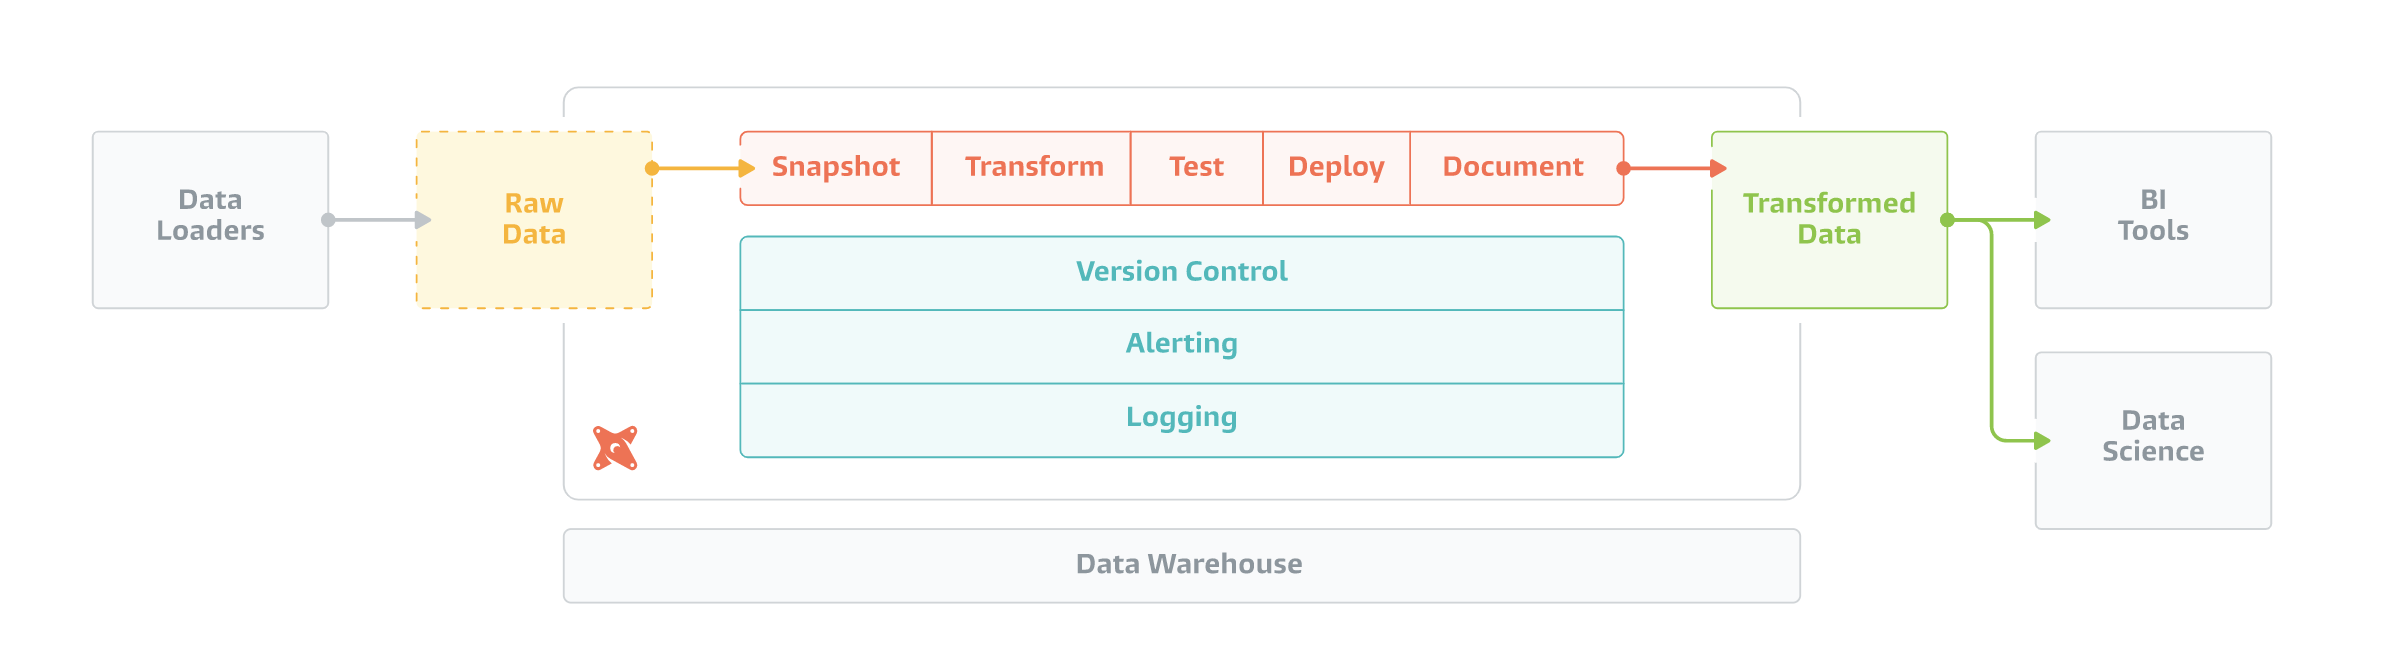 Data
Loaders
Raw
Data
Snapshot
Transform
Test
Deploy
Document
Version Control
Alerting
Logging
Transformed
Data
BI
Tools
Data
Science
Data Warehouse